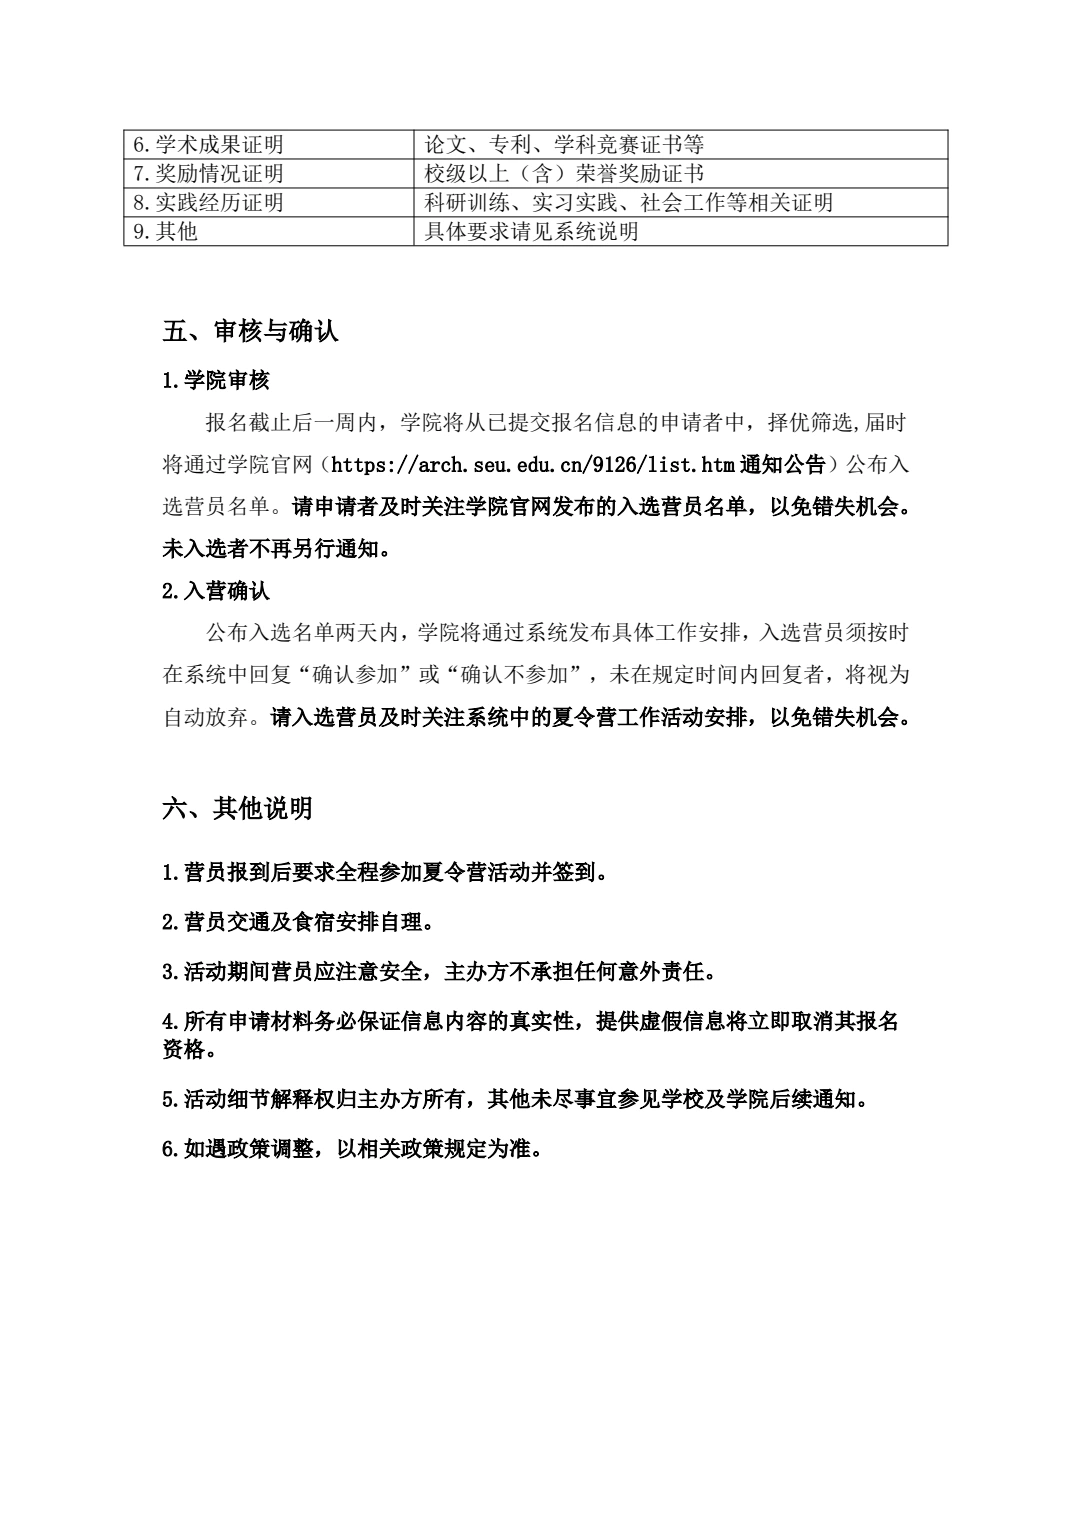 6.学术成果证明 论文、专利、学科竞赛证书等
7.奖励情况证明 校级以上（含）荣誉奖励证书
8.实践经历证明 科研训练、实习实践、社会工作等相关证明
9.其他 具体要求请见系统说明
五、审核与确认
1.学院审核
报名截止后一周内，学院将从已提交报名信息的申请者中，择优筛选,届时
将通过学院官网（https://arch.seu.edu.cn/9126/list.htm 通知公告）公布入
选营员名单。请申请者及时关注学院官网发布的入选营员名单，以免错失机会。
未入选者不再另行通知。
2.入营确认
公布入选名单两天内，学院将通过系统发布具体工作安排，入选营员须按时
在系统中回复“确认参加”或“确认不参加”，未在规定时间内回复者，将视为
自动放弃。请入选营员及时关注系统中的夏令营工作活动安排，以免错失机会。
六、其他说明
1.营员报到后要求全程参加夏令营活动并签到。
2.营员交通及食宿安排自理。
3.活动期间营员应注意安全，主办方不承担任何意外责任。
4.所有申请材料务必保证信息内容的真实性，提供虚假信息将立即取消其报名
资格。
5.活动细节解释权归主办方所有，其他未尽事宜参见学校及学院后续通知。
6.如遇政策调整，以相关政策规定为准。